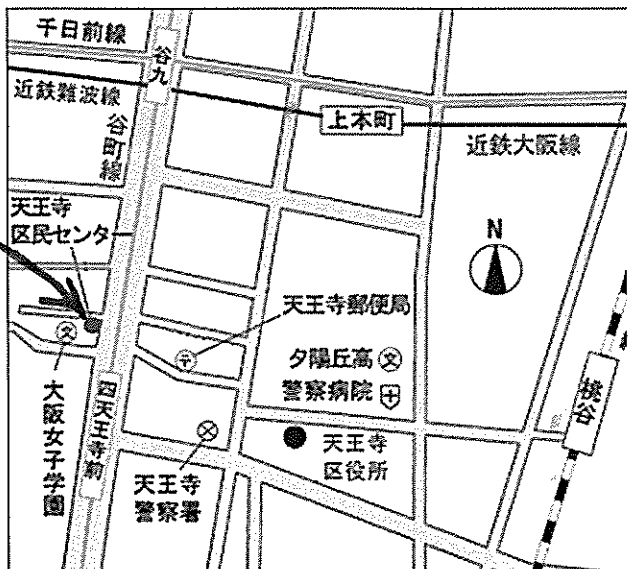 千日前線
谷九
近鉄難波線
上本町
近鉄大阪線
谷町線
天王寺
区民センタ
N
天王寺郵便局
〒
文
夕陽丘高
文
警察病院
桃谷
大阪女子学園
四天王寺前
天王寺
区役所
天王寺
警察署